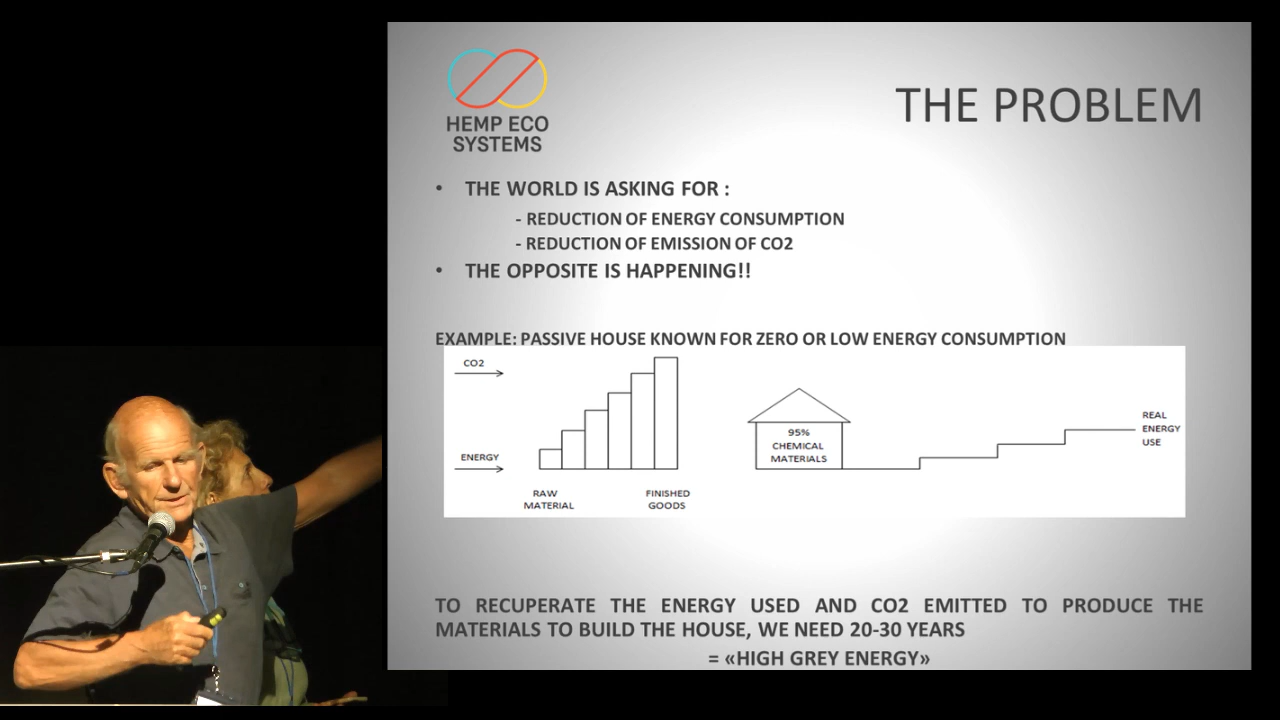 HEMP ECO
SYSTEMS
THE PROBLEM
• THE WORLD IS ASKING FOR :
- REDUCTION OF ENERGY CONSUMPTION
- REDUCTION OF EMISSION OF CO2
• THE OPPOSITE IS HAPPENING!!
EXAMPLE: PASSIVE HOUSE KNOWN FOR ZERO OR LOW ENERGY CONSUMPTION
CO2
ENERGY
RAW
MATERIAL
FINISHED
GOODS
95%
CHEMICAL
MATERIALS
REAL
ENERGY
USE
TO RECUPERATE THE ENERGY USED AND CO2 EMITTED TO PRODUCE THE
MATERIALS TO BUILD THE HOUSE, WE NEED 20-30 YEARS
= «HIGH GREY ENERGY»